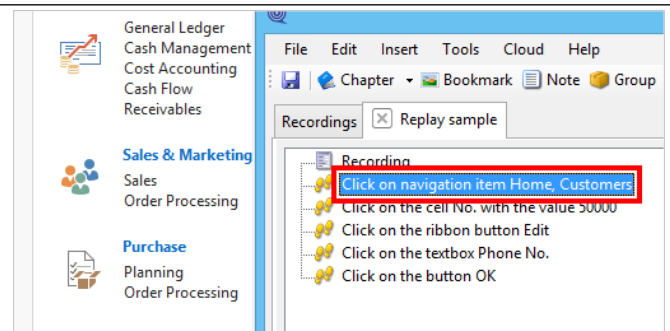 General Ledger
Cash Management
Cost Accounting
Cash Flow
Receivables
Sales & Marketing
Sales
Order Processing
Purchase
Planning
Order Processing
File Edit Insert Tools Cloud Help
Chapter Bookmark Note Group
Recordings Replay sample
Recording
Click on navigation item Home, Customers
Click on the cell No. with the value 50000
Click on the ribbon button Edit
Click on the textbox Phone No.
Click on the button OK